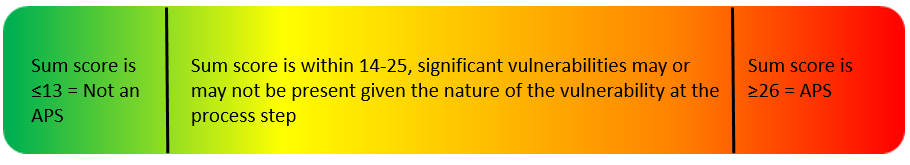 Sum score is
≤13 = Not an
APS
Sum score is within 14-25, significant vulnerabilities may or
may not be present given the nature of the vulnerability at the
process step
Sum score is
≥26 = APS